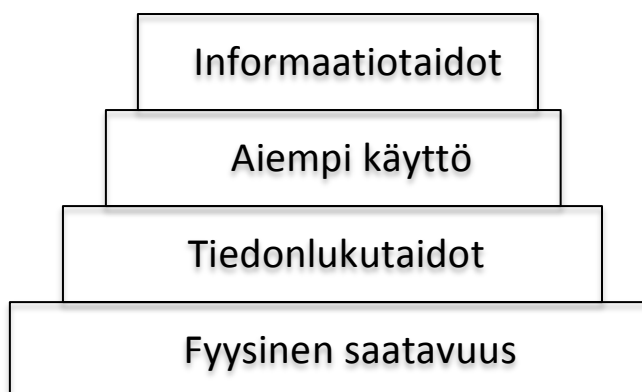 Informaatiotaidot
Aiempi käyttö
Tiedonlukutaidot
Fyysinen saatavuus